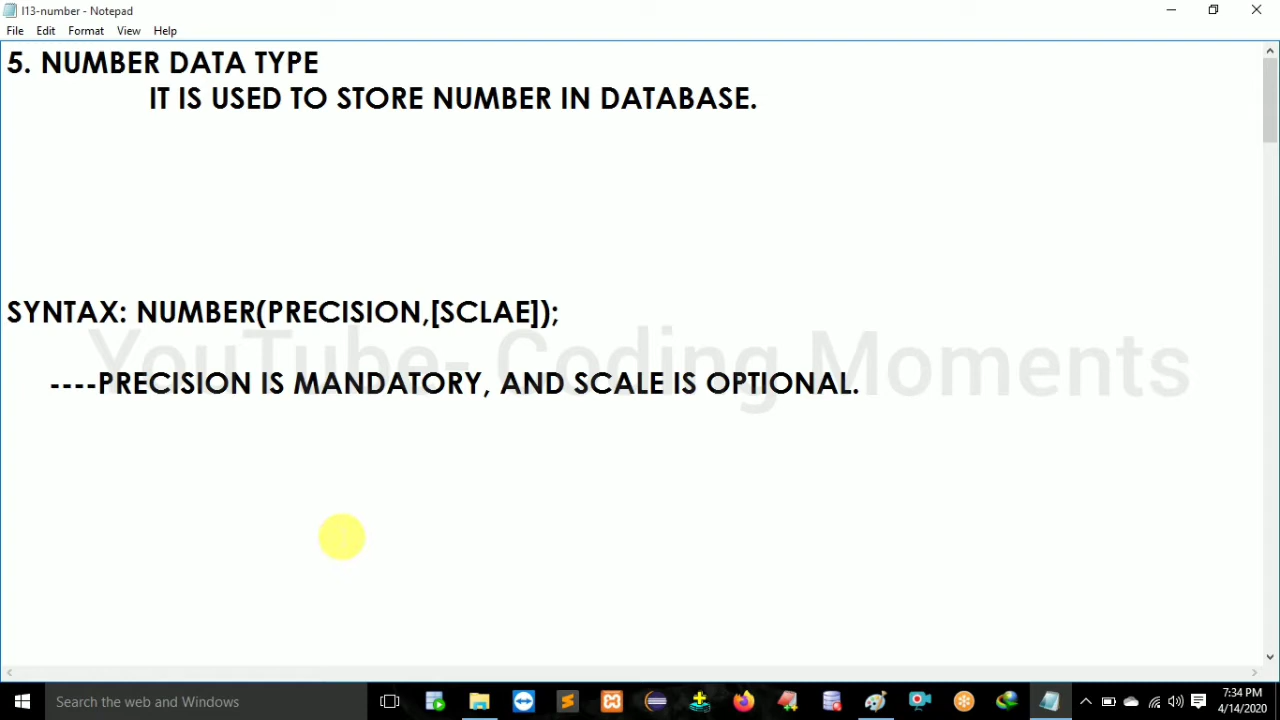 l13-number - Notepad
File Edit Format View Help
5. NUMBER DATA TYPE
IT IS USED TO STORE NUMBER IN DATABASE.
SYNTAX: NUMBER(PRECISION,[SCLAE]);
YouTube- Coding Moments
----PRECISION IS MANDATORY, AND SCALE IS OPTIONAL.
Search the web and Windows
7:34 PM
4/14/2020